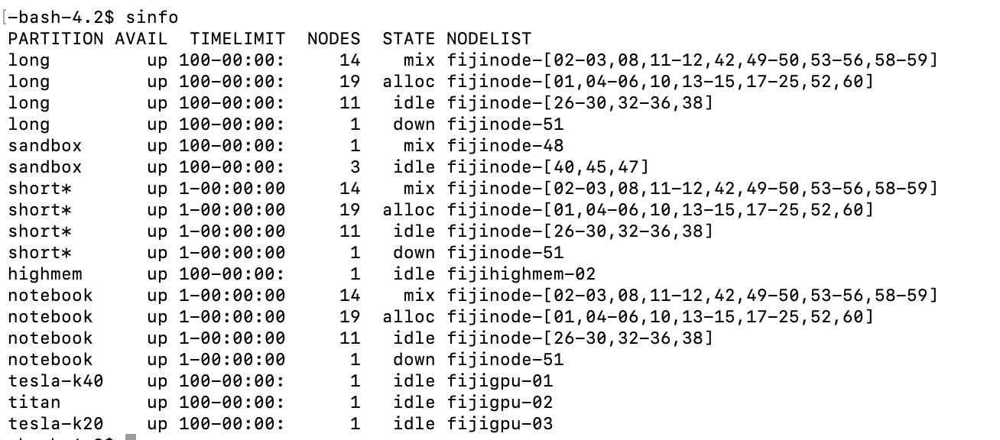 [-bash-4.2$ sinfo
PARTITION AVAIL  TIMELIMIT  NODES  STATE NODELIST
long         up 100-00:00:     14    mix fijinode-[02-03,08,11-12,42,49-50,53-56,58-59]
long         up 100-00:00:     19  alloc fijinode-[01,04-06,10,13-15,17-25,52,60]
long         up 100-00:00:     11   idle fijinode-[26-30,32-36,38]
long         up 100-00:00:      1   down fijinode-51
sandbox      up 100-00:00:      1    mix fijinode-48
sandbox      up 100-00:00:      3   idle fijinode-[40,45,47]
short*       up 1-00:00:00     14    mix fijinode-[02-03,08,11-12,42,49-50,53-56,58-59]
short*       up 1-00:00:00     19  alloc fijinode-[01,04-06,10,13-15,17-25,52,60]
short*       up 1-00:00:00     11   idle fijinode-[26-30,32-36,38]
short*       up 1-00:00:00      1   down fijinode-51
highmem      up 100-00:00:      1   idle fijihighmem-02
notebook     up 1-00:00:00     14    mix fijinode-[02-03,08,11-12,42,49-50,53-56,58-59]
notebook     up 1-00:00:00     19  alloc fijinode-[01,04-06,10,13-15,17-25,52,60]
notebook     up 1-00:00:00     11   idle fijinode-[26-30,32-36,38]
notebook     up 1-00:00:00      1   down fijinode-51
tesla-k40    up 100-00:00:      1   idle fijigpu-01
titan        up 100-00:00:      1   idle fijigpu-02
tesla-k20    up 100-00:00:      1   idle fijigpu-03